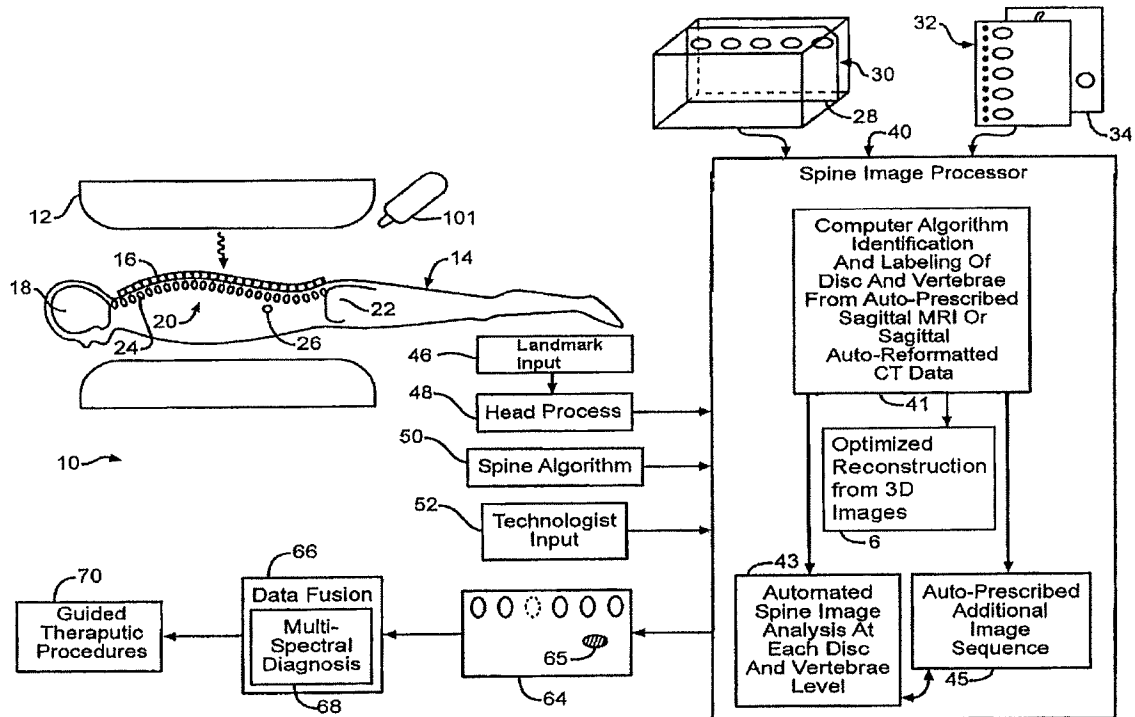 32
30
28
40
34
12
101
Spine Image Processor
16
14
18
20
22
24
26
Computer Algorithm
Identification
And Labeling Of
Disc And Vertebrae
From Auto-Prescribed
Sagittal MRI Or
Sagittal
Auto-Reformatted
CT Data
46
Landmark
Input
41
48
Head Process
10
50
Spine Algorithm
Optimized
Reconstruction
from 3D
Images
6
52
Technologist
Input
70
Guided
Theraputic
Procedures
66
Data Fusion
Multi-
Spectral
Diagnosis
68
65
64
43
Automated
Spine Image
Analysis At
Each Disc
And Vertebrae
Level
Auto-Prescribed
Additional
Image
Sequence
45